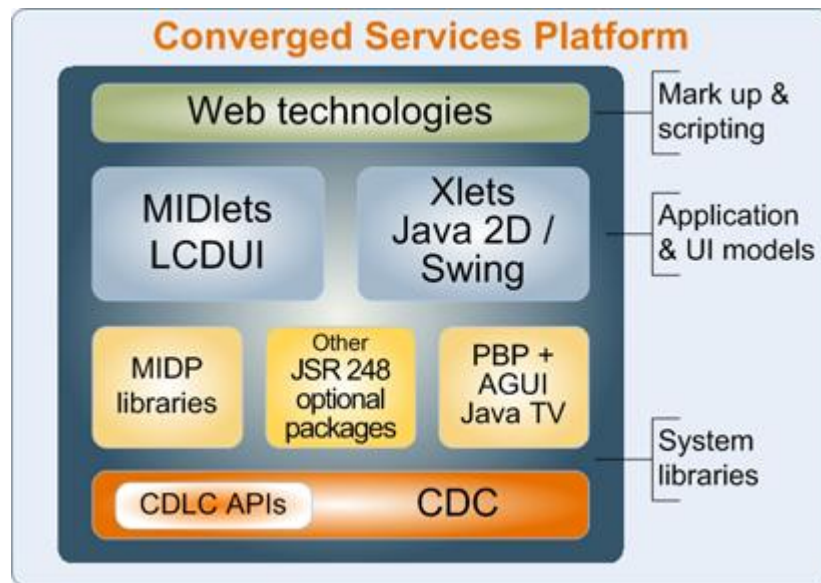 Converged Services Platform
Web technologies
Mark up &
scripting
MIDlets
LCDUI
Xlets
Java 2D /
Swing
Application
& UI models
MIDP
libraries
Other
JSR 248
optional
packages
PBP +
AGUI
Java TV
System
libraries
CDLC APIs
CDC